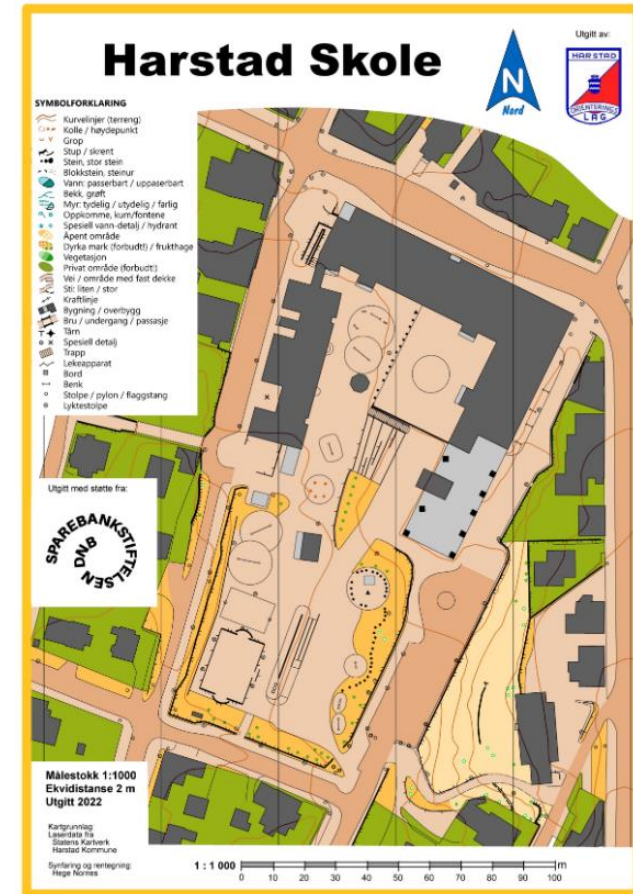 Harstad Skole
N
Nord
Utgitt av:
HARSTAD
ORIENTERINGS
LAG
SYMBOLFORKLARING
Kurvelinjer (terreng)
Kolle / høydepunkt
Grop
Stup / skrent
Stein, stor stein
Blokkstein, steinur
Vann: passerbart / uppaserbart
Bekk, grøft
Myr: tydelig / utydelig / farlig
Oppkomme, kum/fontene
Spesiell vann-detalj / hydrant
Åpent område
Dyrka mark (forbudt!) / frukthage
Vegetasjon
Privat område (forbudt!)
Vei / område med fast dekke
Sti: liten / stor
Kraftlinje
Bygning / overbygg
Bru / undergang / passasje
Tårn
Spesiell detalj
Trapp
Lekeapparat
Bord
Benk
Stolpe / pylon / flaggstang
Lyktestolpe
Utgitt med støtte fra:
SPAREBANKSTIFTELSEN
DNB
Målestokk 1:1000
Ekvidistanse 2 m
Utgitt 2022
Kartgrunnlag:
Laserdata fra
Statens Kartverk
Harstad Kommune
Synfaring og rentegning:
Hege Nornes
1 : 1 000
m
0 10 20 30 40 50 60 70 80 90 100